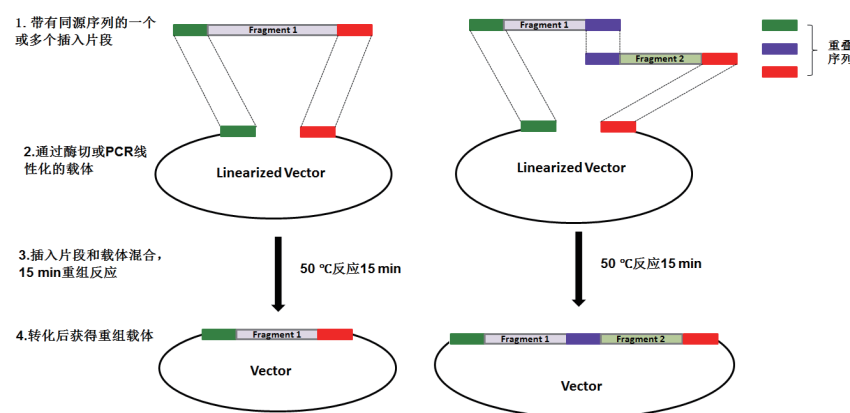 1. 带有同源序列的一个
或多个插入片段
Fragment 1
Fragment 1
Fragment 2
重叠
序列
2.通过酶切或PCR线
性化的载体
Linearized Vector
Linearized Vector
3.插入片段和载体混合，
15 min重组反应
50 ℃反应15 min
50 ℃反应15 min
4.转化后获得重组载体
Fragment 1
Vector
Fragment 1
Fragment 2
Vector